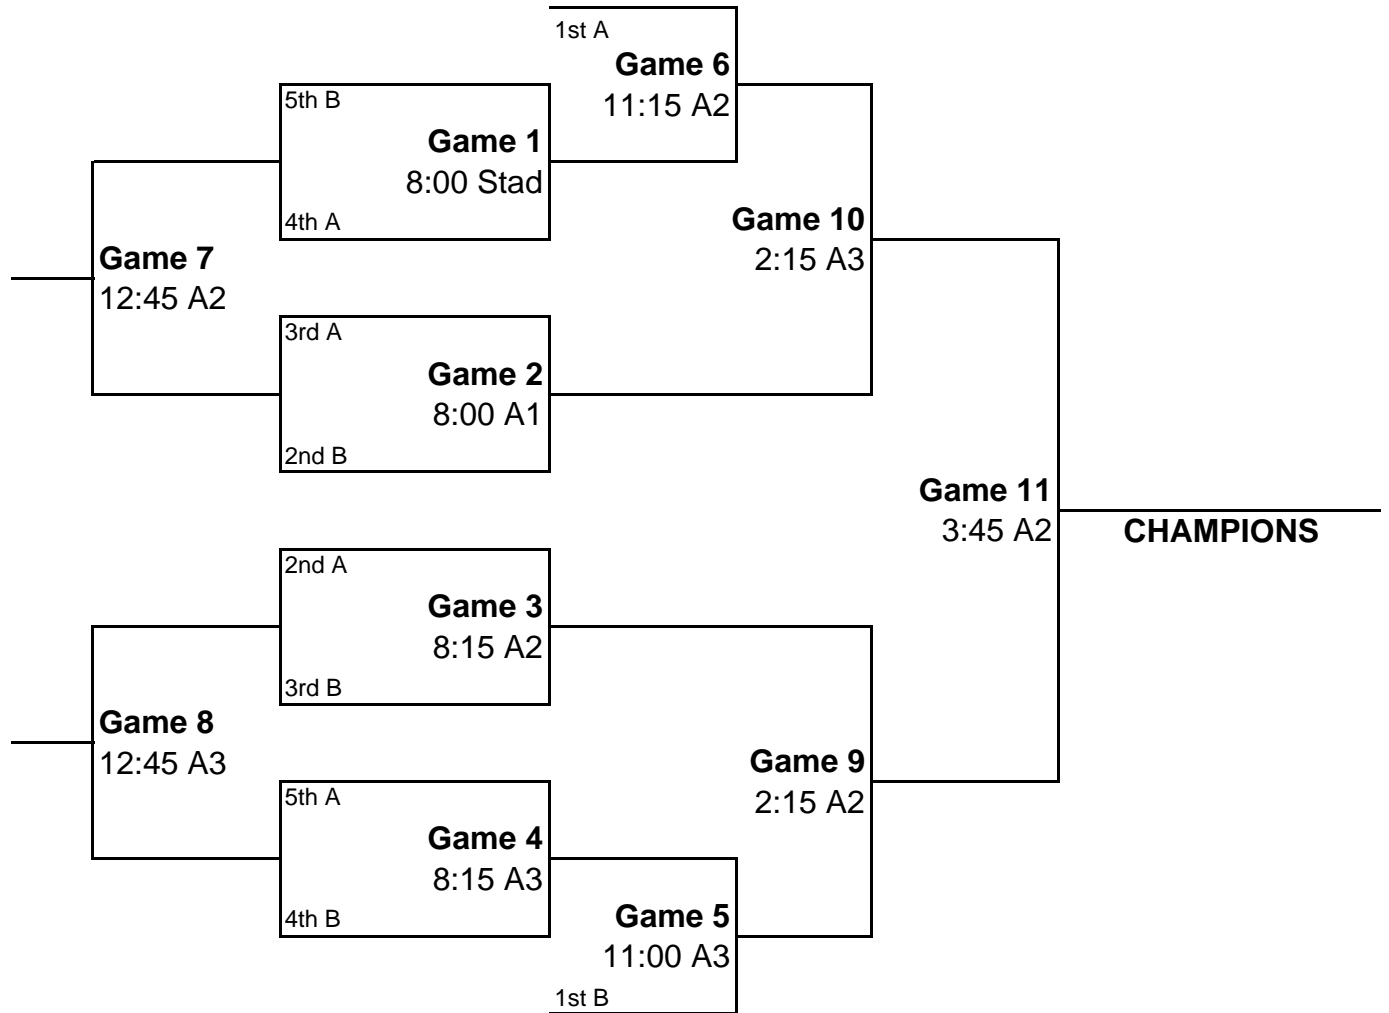 1st A
Game 6
11:15 A2
5th B
Game 1
8:00 Stad
4th A
Game 10
2:15 A3
Game 7
12:45 A2
3rd A
Game 2
8:00 A1
2nd B
Game 11
3:45 A2
CHAMPIONS
2nd A
Game 3
8:15 A2
3rd B
Game 8
12:45 A3
Game 9
2:15 A2
5th A
Game 4
8:15 A3
4th B
Game 5
11:00 A3
1st B